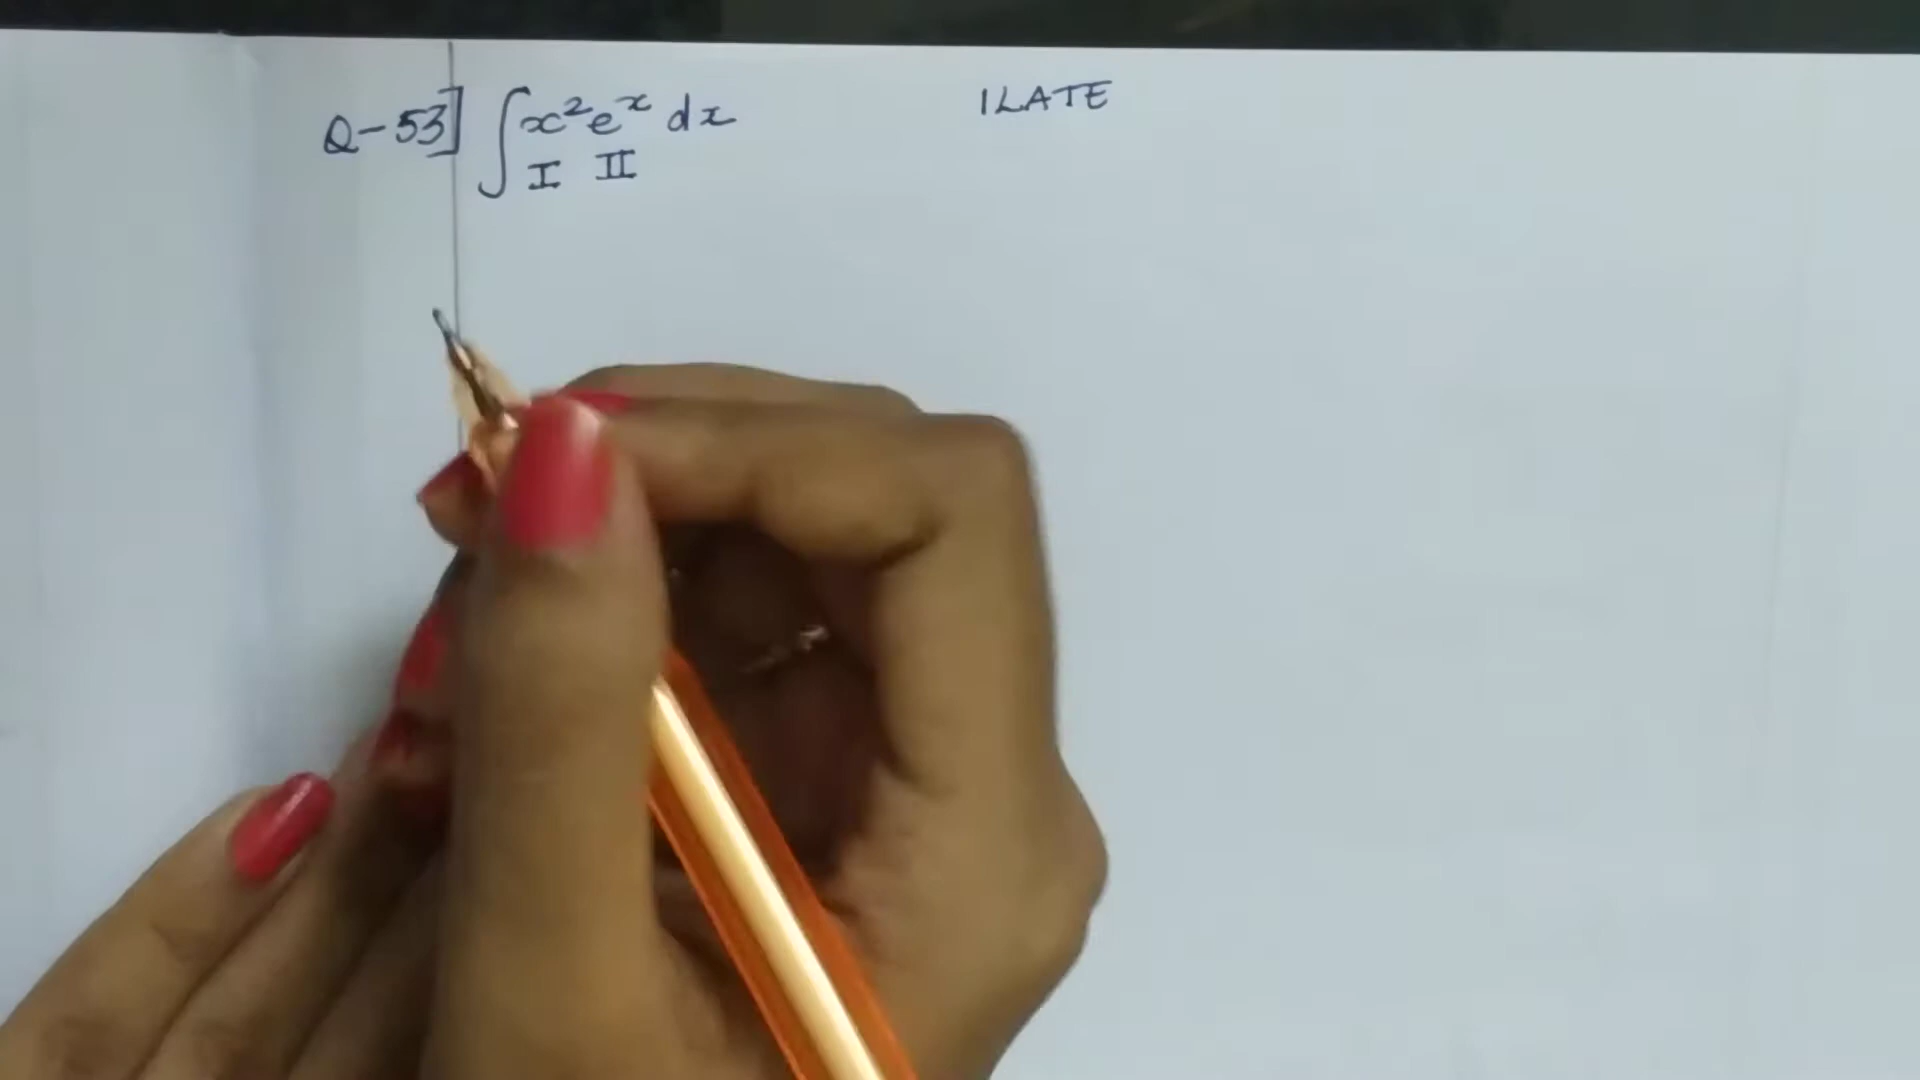 Q-53] ∫x²eˣ dx
I II
ILATE